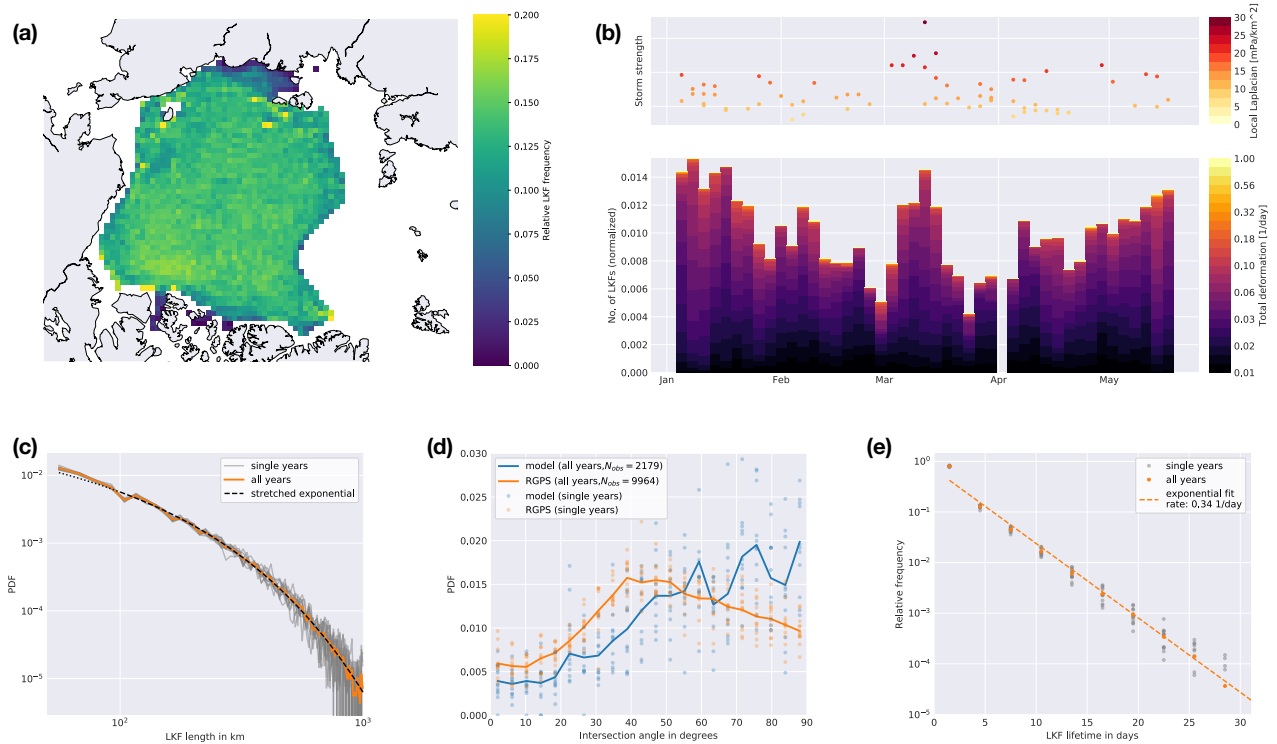 (a)
0,200
0.175
0.150
0.125
0.100
0.075
0.050
0.025
0.000
Relative LKF frequency
(b)
Storm strength
30
25
20
15
10
5
0
Local Laplacian [mPa/km^2]
No. of LKFs (normalized)
0.014
0.012
0.010
0.008
0.006
0.004
0.002
0,000
Jan Feb Mar Apr May
1.00
0,56
0.32
0.18
0,10
0.06
0.03
0.02
0,01
Total deformation [1/day]
(c)
single years
all years
stretched exponential
PDF
10⁻²
10⁻³
10⁻⁴
10⁻⁵
10² 10³
LKF length in km
(d)
model (all years,N_obs = 2179)
RGPS (all years,N_obs = 9964)
model (single years)
RGPS (single years)
PDF
0.030
0.025
0.020
0.015
0.010
0.005
0.000
0 10 20 30 40 50 60 70 80 90
Intersection angle in degrees
(e)
single years
all years
exponential fit
rate: 0,34 1/day
Relative frequency
10⁰
10⁻¹
10⁻²
10⁻³
10⁻⁴
10⁻⁵
0 5 10 15 20 25 30
LKF lifetime in days